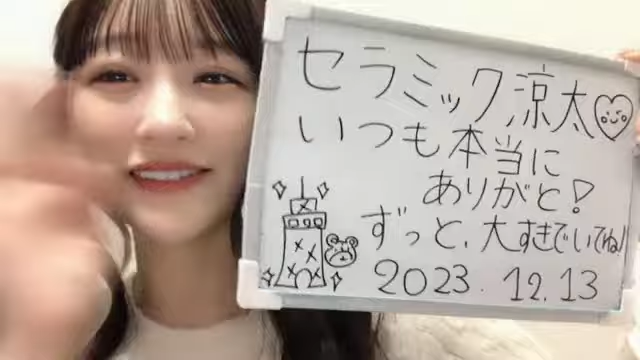 セラミック涼太
いつも本当に
ありがと!
ずっと、大すきでいてね!
2023.12.13